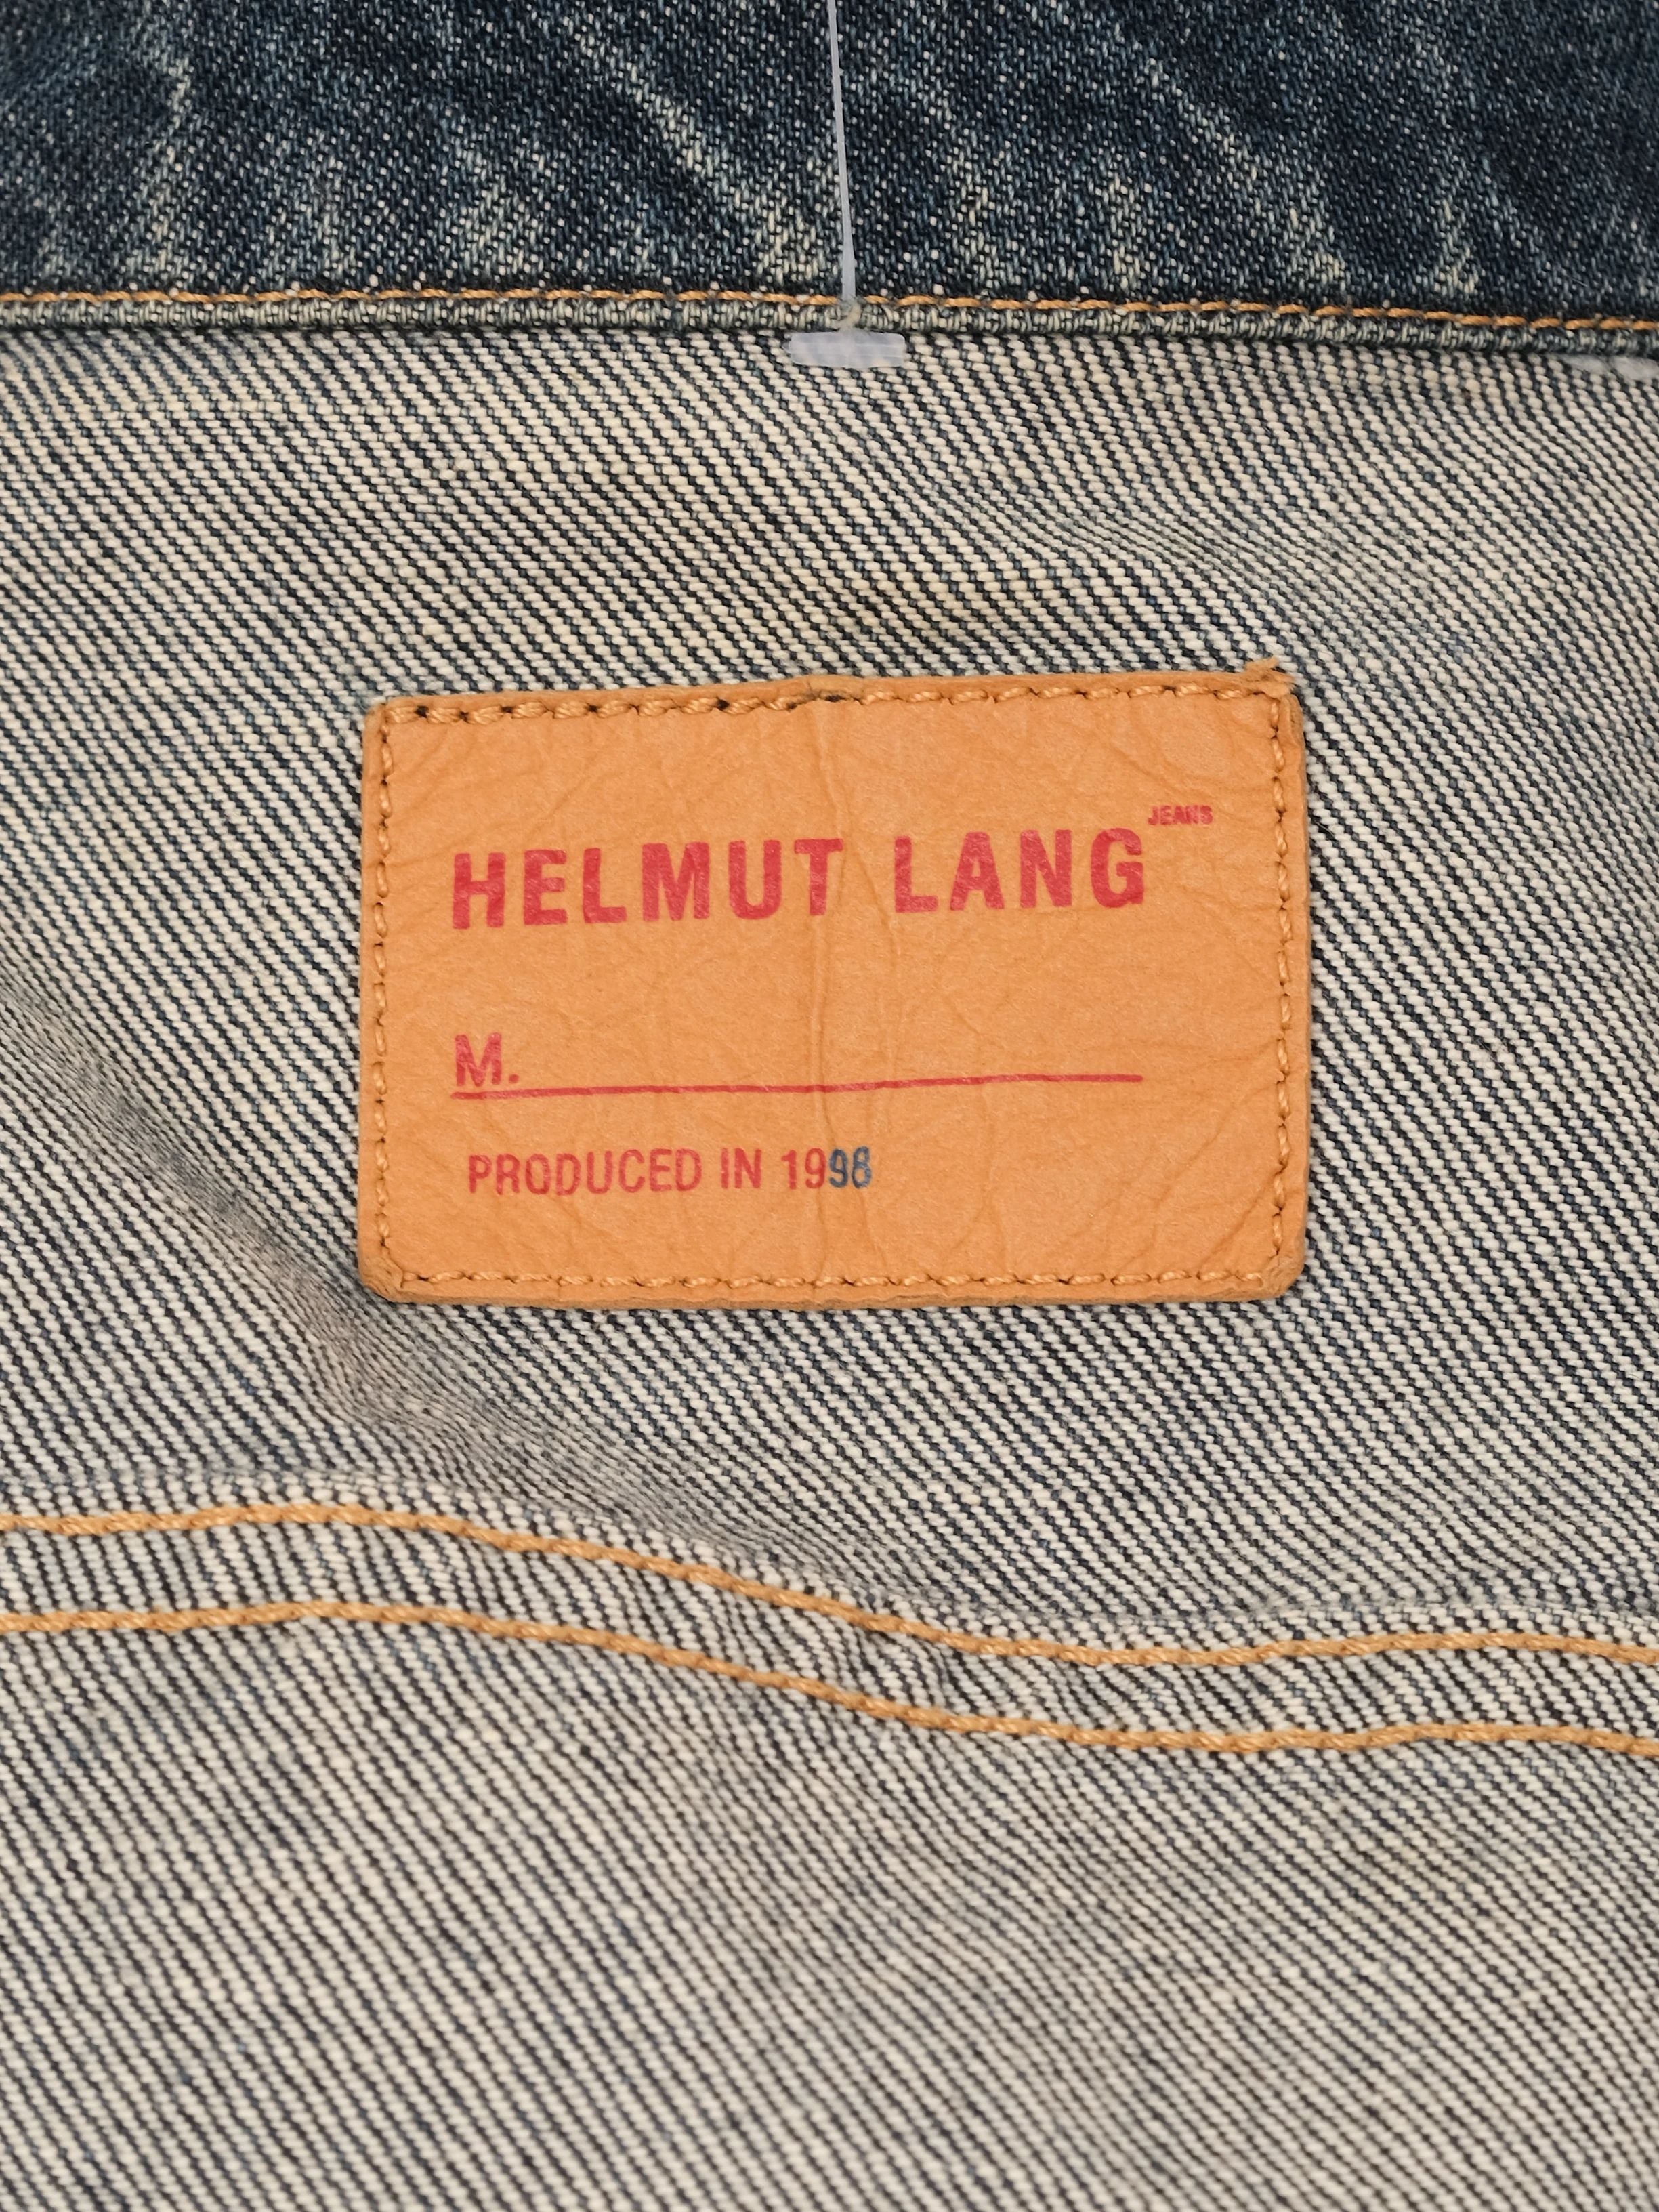 HELMUT LANG JEANS
M.
PRODUCED IN 1998